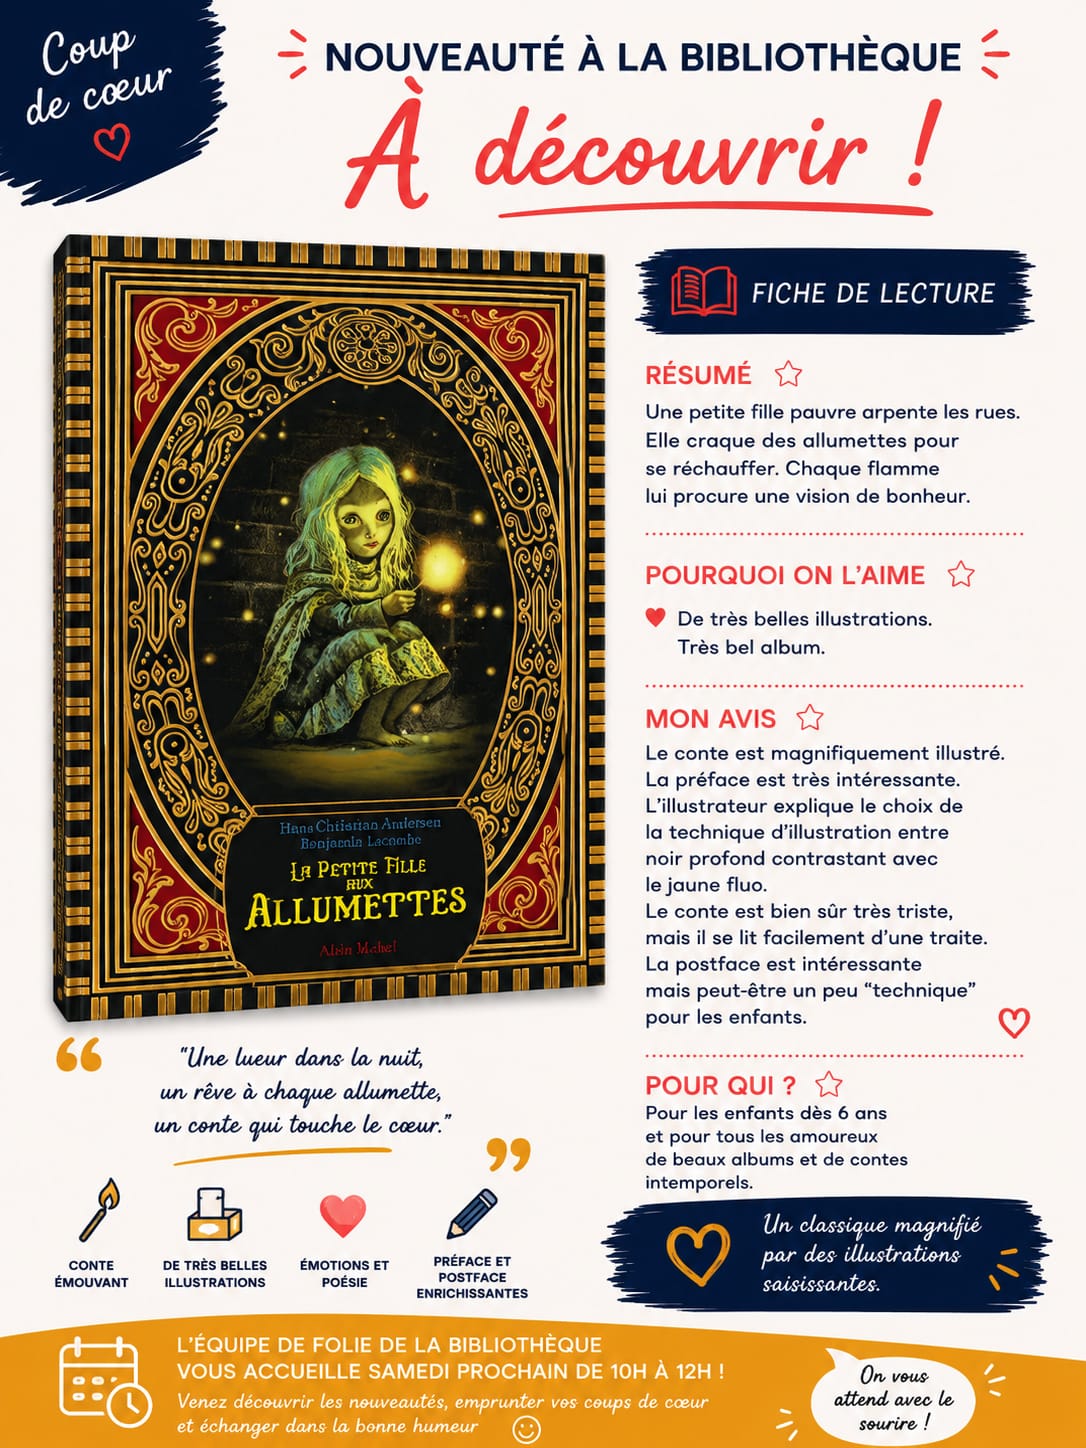 Coup
de cœur
NOUVEAUTÉ À LA BIBLIOTHÈQUE
À découvrir !
Hans Christian Andersen
Benjamin Lacombe
LA PETITE FILLE
AUX
ALLUMETTES
Albin Michel
"Une lueur dans la nuit,
un rêve à chaque allumette,
un conte qui touche le cœur."
CONTE
ÉMOUVANT
DE TRÈS BELLES
ILLUSTRATIONS
ÉMOTIONS ET
POÉSIE
PRÉFACE ET
POSTFACE
ENRICHISSANTES
FICHE DE LECTURE
RÉSUMÉ
Une petite fille pauvre arpente les rues.
Elle craque des allumettes pour
se réchauffer. Chaque flamme
lui procure une vision de bonheur.
POURQUOI ON L'AIME
De très belles illustrations.
Très bel album.
MON AVIS
Le conte est magnifiquement illustré.
La préface est très intéressante.
L'illustrateur explique le choix de
la technique d'illustration entre
noir profond contrastant avec
le jaune fluo.
Le conte est bien sûr très triste,
mais il se lit facilement d'une traite.
La postface est intéressante
mais peut-être un peu “technique”
pour les enfants.
POUR QUI ?
Pour les enfants dès 6 ans
et pour tous les amoureux
de beaux albums et de contes
intemporels.
Un classique magnifié
par des illustrations
saisissantes.
L'ÉQUIPE DE FOLIE DE LA BIBLIOTHÈQUE
VOUS ACCUEILLE SAMEDI PROCHAIN DE 10H À 12H !
Venez découvrir les nouveautés, emprunter vos coups de cœur
et échanger dans la bonne humeur
On vous
attend avec le
sourire !